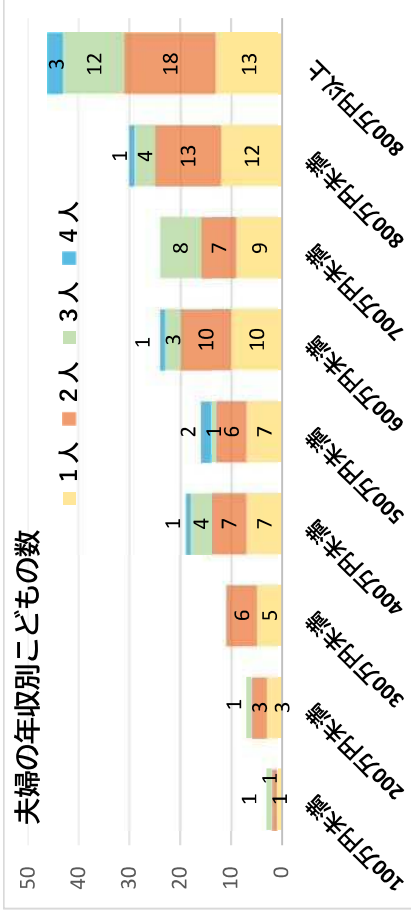 夫婦の年収別こどもの数
1人 2人 3人 4人
50
40
30
20
10
0
1 1 1
3 3 1
5 6
7 7 4 1
7 6 1 2
10 10 3 1
9 7 8
12 13 4 1
13 18 12 3
100万円未満
200万円未満
300万円未満
400万円未満
500万円未満
600万円未満
700万円未満
800万円未満
800万円以上